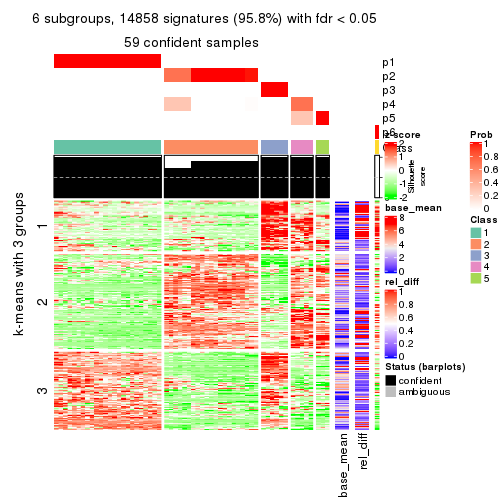 6 subgroups, 14858 signatures (95.8%) with fdr < 0.05
59 confident samples
p1
p2
p3
p4
p5
p6
Class
z-score
2
1
0
-1
-2
Silhouette
score
Prob
1
0.8
0.6
0.4
0.2
0
base_mean
8
6
4
2
0
Class
1
2
3
4
5
rel_diff
1
0.8
0.6
0.4
0.2
0
Status (barplots)
confident
ambiguous
k-means with 3 groups
1
2
3
base_mean
rel_diff